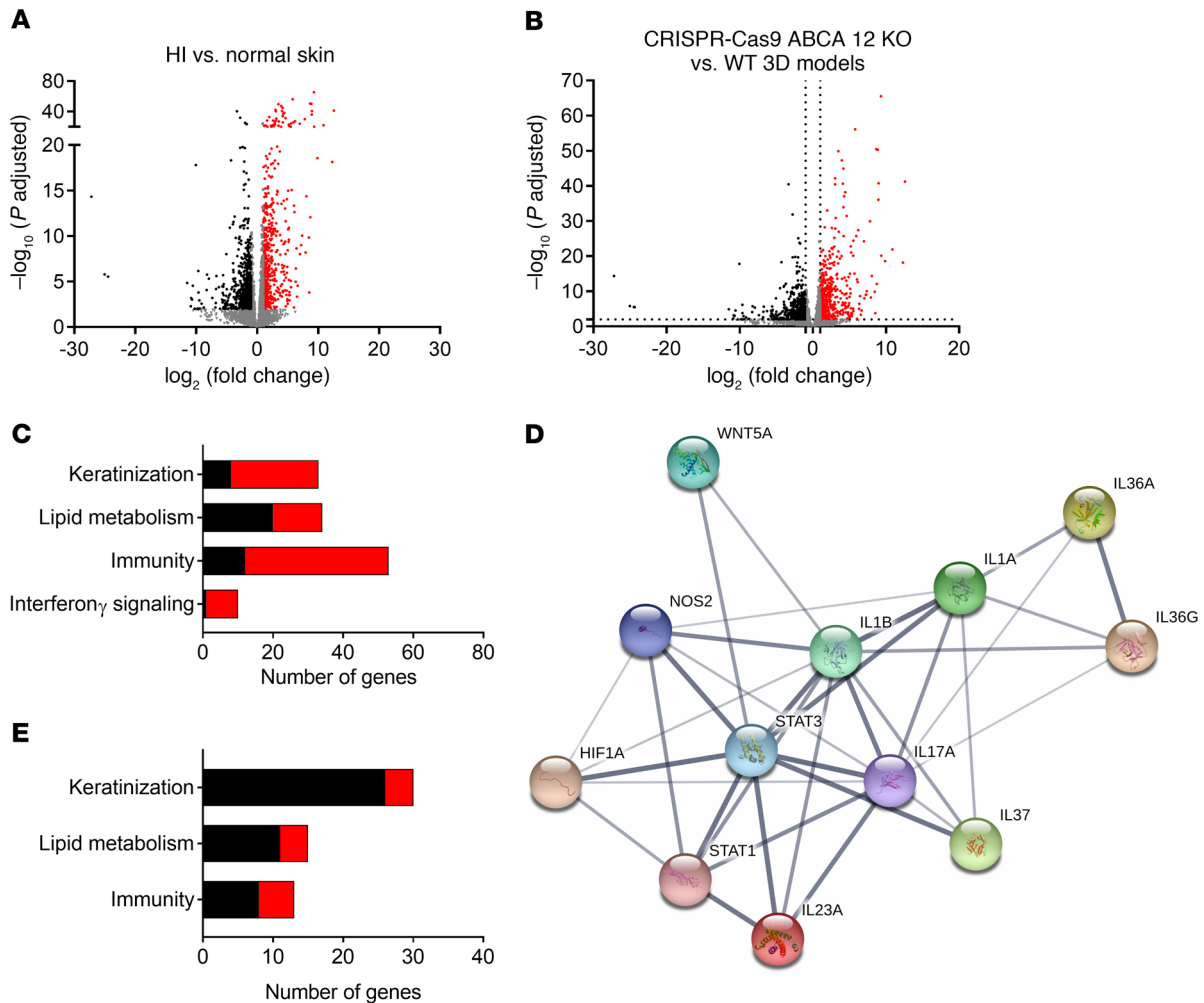 A
HI vs. normal skin
80
40
20
15
10
5
0
-30
-20
-10
0
10
20
30
–log10 (P adjusted)
log2 (fold change)
B
CRISPR-Cas9 ABCA 12 KO
vs. WT 3D models
70
60
50
40
30
20
10
0
-30
-20
-10
0
10
20
–log10 (P adjusted)
log2 (fold change)
C
Keratinization
Lipid metabolism
Immunity
Interferonγ signaling
0
20
40
60
80
Number of genes
D
WNT5A
IL36A
IL1A
NOS2
IL1B
IL36G
STAT3
HIF1A
IL17A
IL37
STAT1
IL23A
E
Keratinization
Lipid metabolism
Immunity
0
10
20
30
40
Number of genes